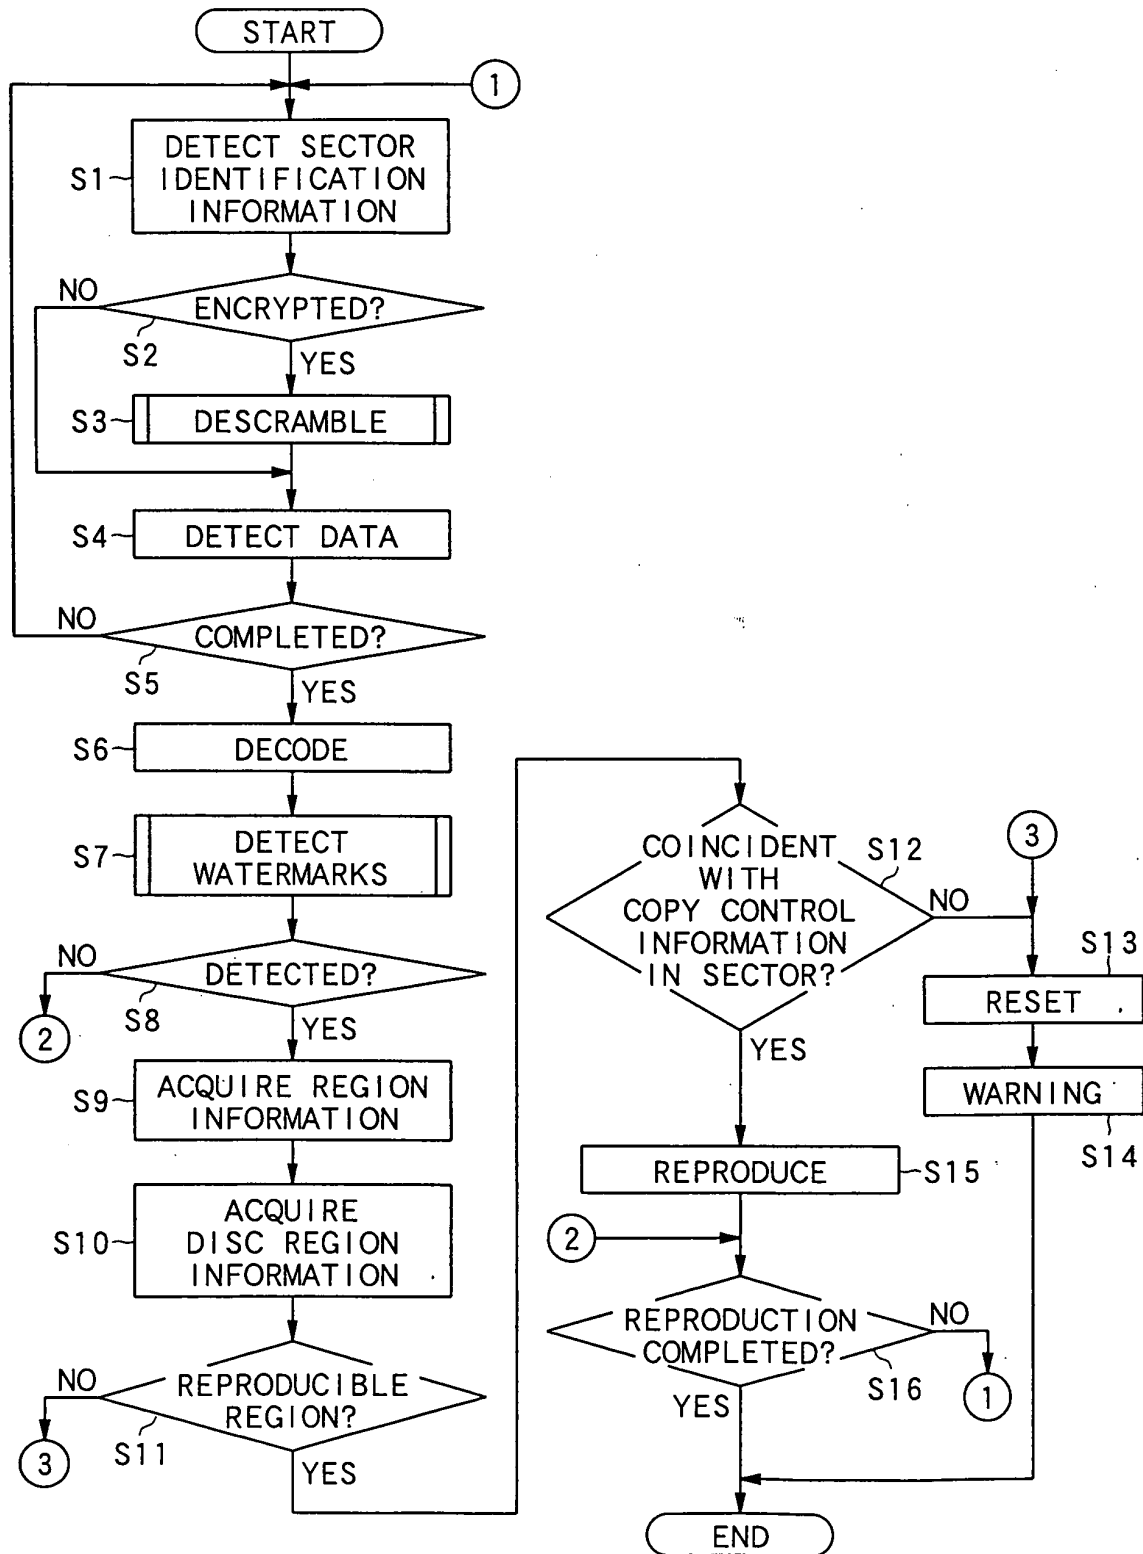 START
1
S1
DETECT SECTOR
IDENTIFICATION
INFORMATION
NO
ENCRYPTED?
S2
YES
S3
DESCRAMBLE
S4
DETECT DATA
NO
COMPLETED?
S5
YES
S6
DECODE
S7
DETECT
WATERMARKS
NO
DETECTED?
S8
2
YES
S9
ACQUIRE REGION
INFORMATION
S10
ACQUIRE
DISC REGION
INFORMATION
NO
REPRODUCIBLE
REGION?
S11
3
YES
COINCIDENT
WITH
COPY CONTROL
INFORMATION
IN SECTOR?
S12
NO
3
YES
S13
RESET
WARNING
S14
REPRODUCE
S15
2
REPRODUCTION
COMPLETED?
NO
S16
1
YES
END